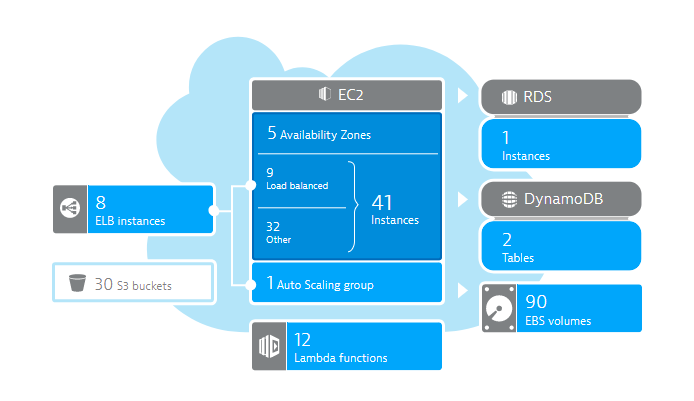 EC2
5 Availability Zones
9
Load balanced
32
Other
41
Instances
1 Auto Scaling group
8
ELB instances
30 S3 buckets
12
Lambda functions
RDS
1
Instances
DynamoDB
2
Tables
90
EBS volumes